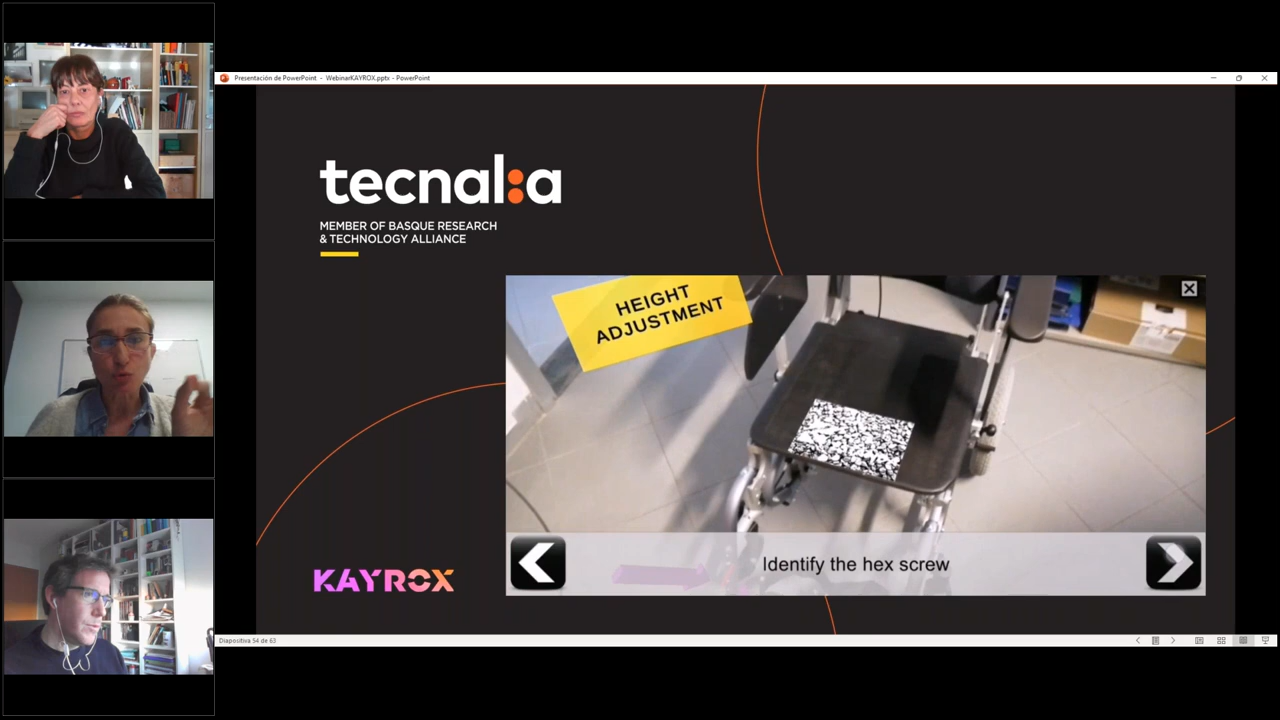 Presentación de PowerPoint - WebinarKAYROX.pptx - PowerPoint
tecnal:a
MEMBER OF BASQUE RESEARCH
& TECHNOLOGY ALLIANCE
HEIGHT
ADJUSTMENT
Identify the hex screw
KAYROX
Diapositiva 54 de 63